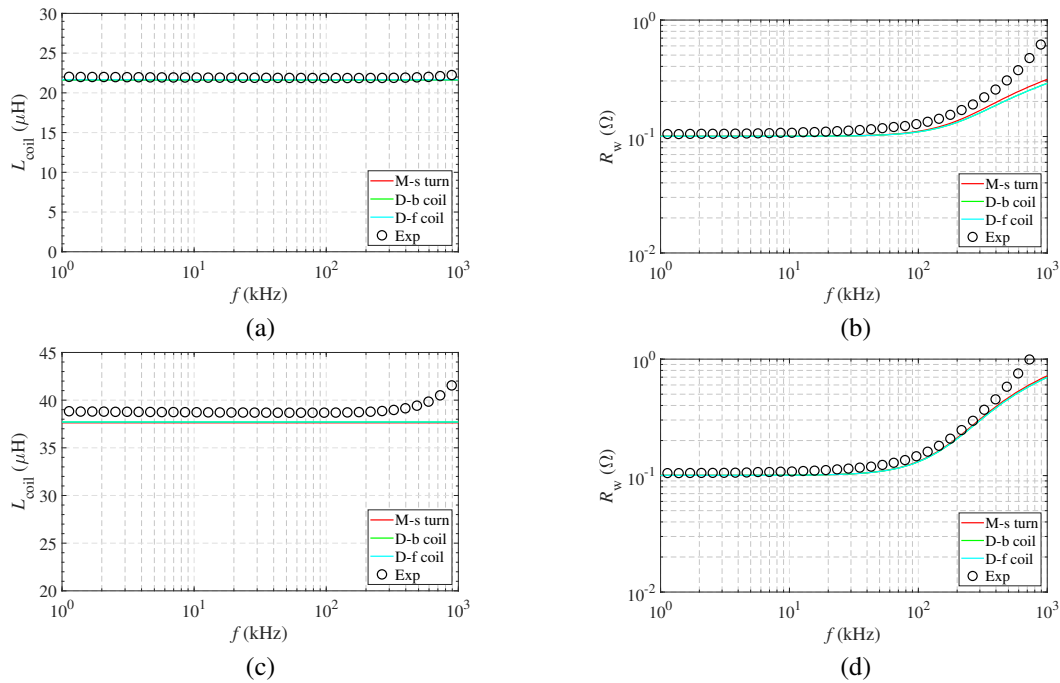 30
25
20
15
10
5
0
L_coil (μH)
M-s turn
D-b coil
D-f coil
Exp
10^0 10^1 10^2 10^3
f (kHz)
(a)
10^0
10^-1
10^-2
R_w (Ω)
M-s turn
D-b coil
D-f coil
Exp
10^0 10^1 10^2 10^3
f (kHz)
(b)
45
40
35
30
25
20
L_coil (μH)
M-s turn
D-b coil
D-f coil
Exp
10^0 10^1 10^2 10^3
f (kHz)
(c)
10^0
10^-1
10^-2
R_w (Ω)
M-s turn
D-b coil
D-f coil
Exp
10^0 10^1 10^2 10^3
f (kHz)
(d)